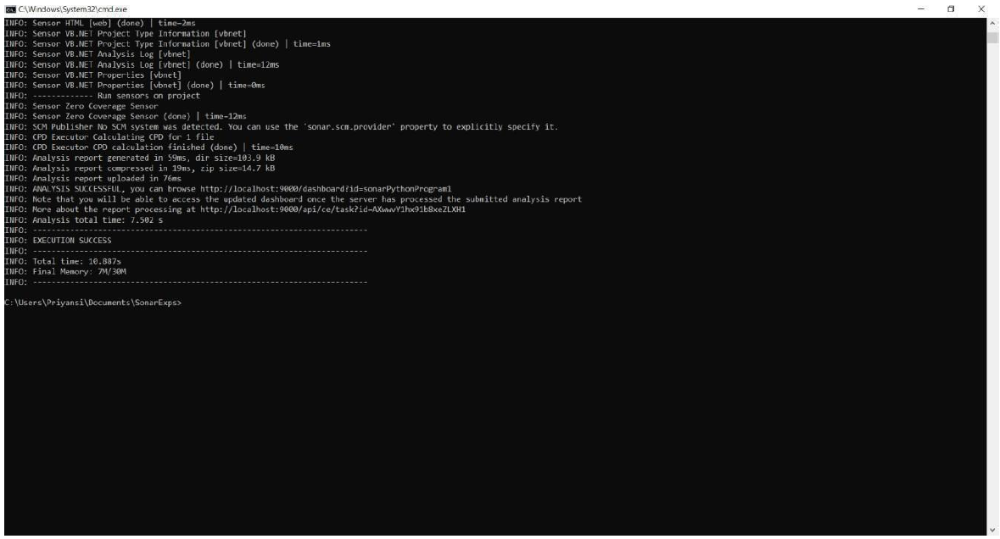 C:\Windows\System32\cmd.exe
INFO: Sensor HTML [web] (done) | time=2ms
INFO: Sensor VB.NET Project Type Information [vbnet]
INFO: Sensor VB.NET Project Type Information [vbnet] (done) | time=1ms
INFO: Sensor VB.NET Analysis Log [vbnet]
INFO: Sensor VB.NET Analysis Log [vbnet] (done) | time=12ms
INFO: Sensor VB.NET Properties [vbnet]
INFO: Sensor VB.NET Properties [vbnet] (done) | time=0ms
INFO: ------------- Run sensors on project
INFO: Sensor Zero Coverage Sensor
INFO: Sensor Zero Coverage Sensor (done) | time=12ms
INFO: SCM Publisher No SCM system was detected. You can use the 'sonar.scm.provider' property to explicitly specify it.
INFO: CPD Executor Calculating CPD for 1 file
INFO: CPD Executor CPD calculation finished (done) | time=10ms
INFO: Analysis report generated in 59ms, dir size=103.9 kB
INFO: Analysis report compressed in 19ms, zip size=14.7 kB
INFO: Analysis report uploaded in 76ms
INFO: ANALYSIS SUCCESSFUL, you can browse http://localhost:9000/dashboard?id=sonarPythonProgram1
INFO: Note that you will be able to access the updated dashboard once the server has processed the submitted analysis report
INFO: More about the report processing at http://localhost:9000/api/ce/task?id=AXwwvY1hx91b8xeZLXH1
INFO: Analysis total time: 7.502 s
INFO: ------------------------------------------------------------------------
INFO: EXECUTION SUCCESS
INFO: ------------------------------------------------------------------------
INFO: Total time: 10.887s
INFO: Final Memory: 7M/30M
INFO: ------------------------------------------------------------------------
C:\Users\Priyansi\Documents\SonarExps>